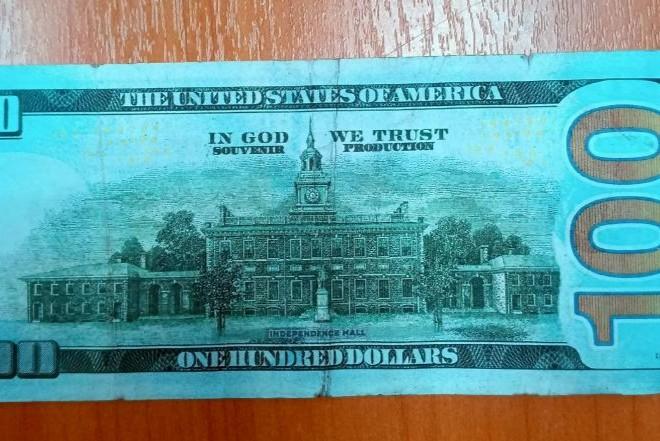 THE UNITED STATES OF AMERICA
IN GOD WE TRUST
SOUVENIR PRODUCTION
100
INDEPENDENCE HALL
ONE HUNDRED DOLLARS